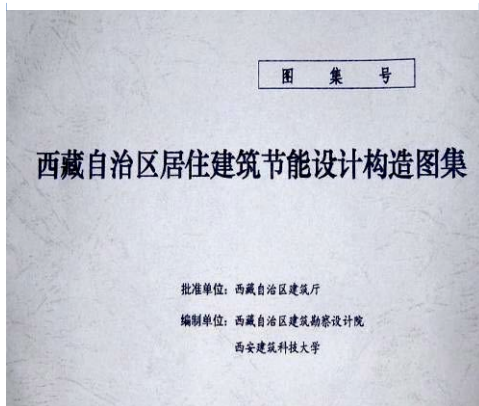 图 集 号
西藏自治区居住建筑节能设计构造图集
批准单位：西藏自治区建筑厅
编制单位：西藏自治区建筑勘察设计院
西安建筑科技大学